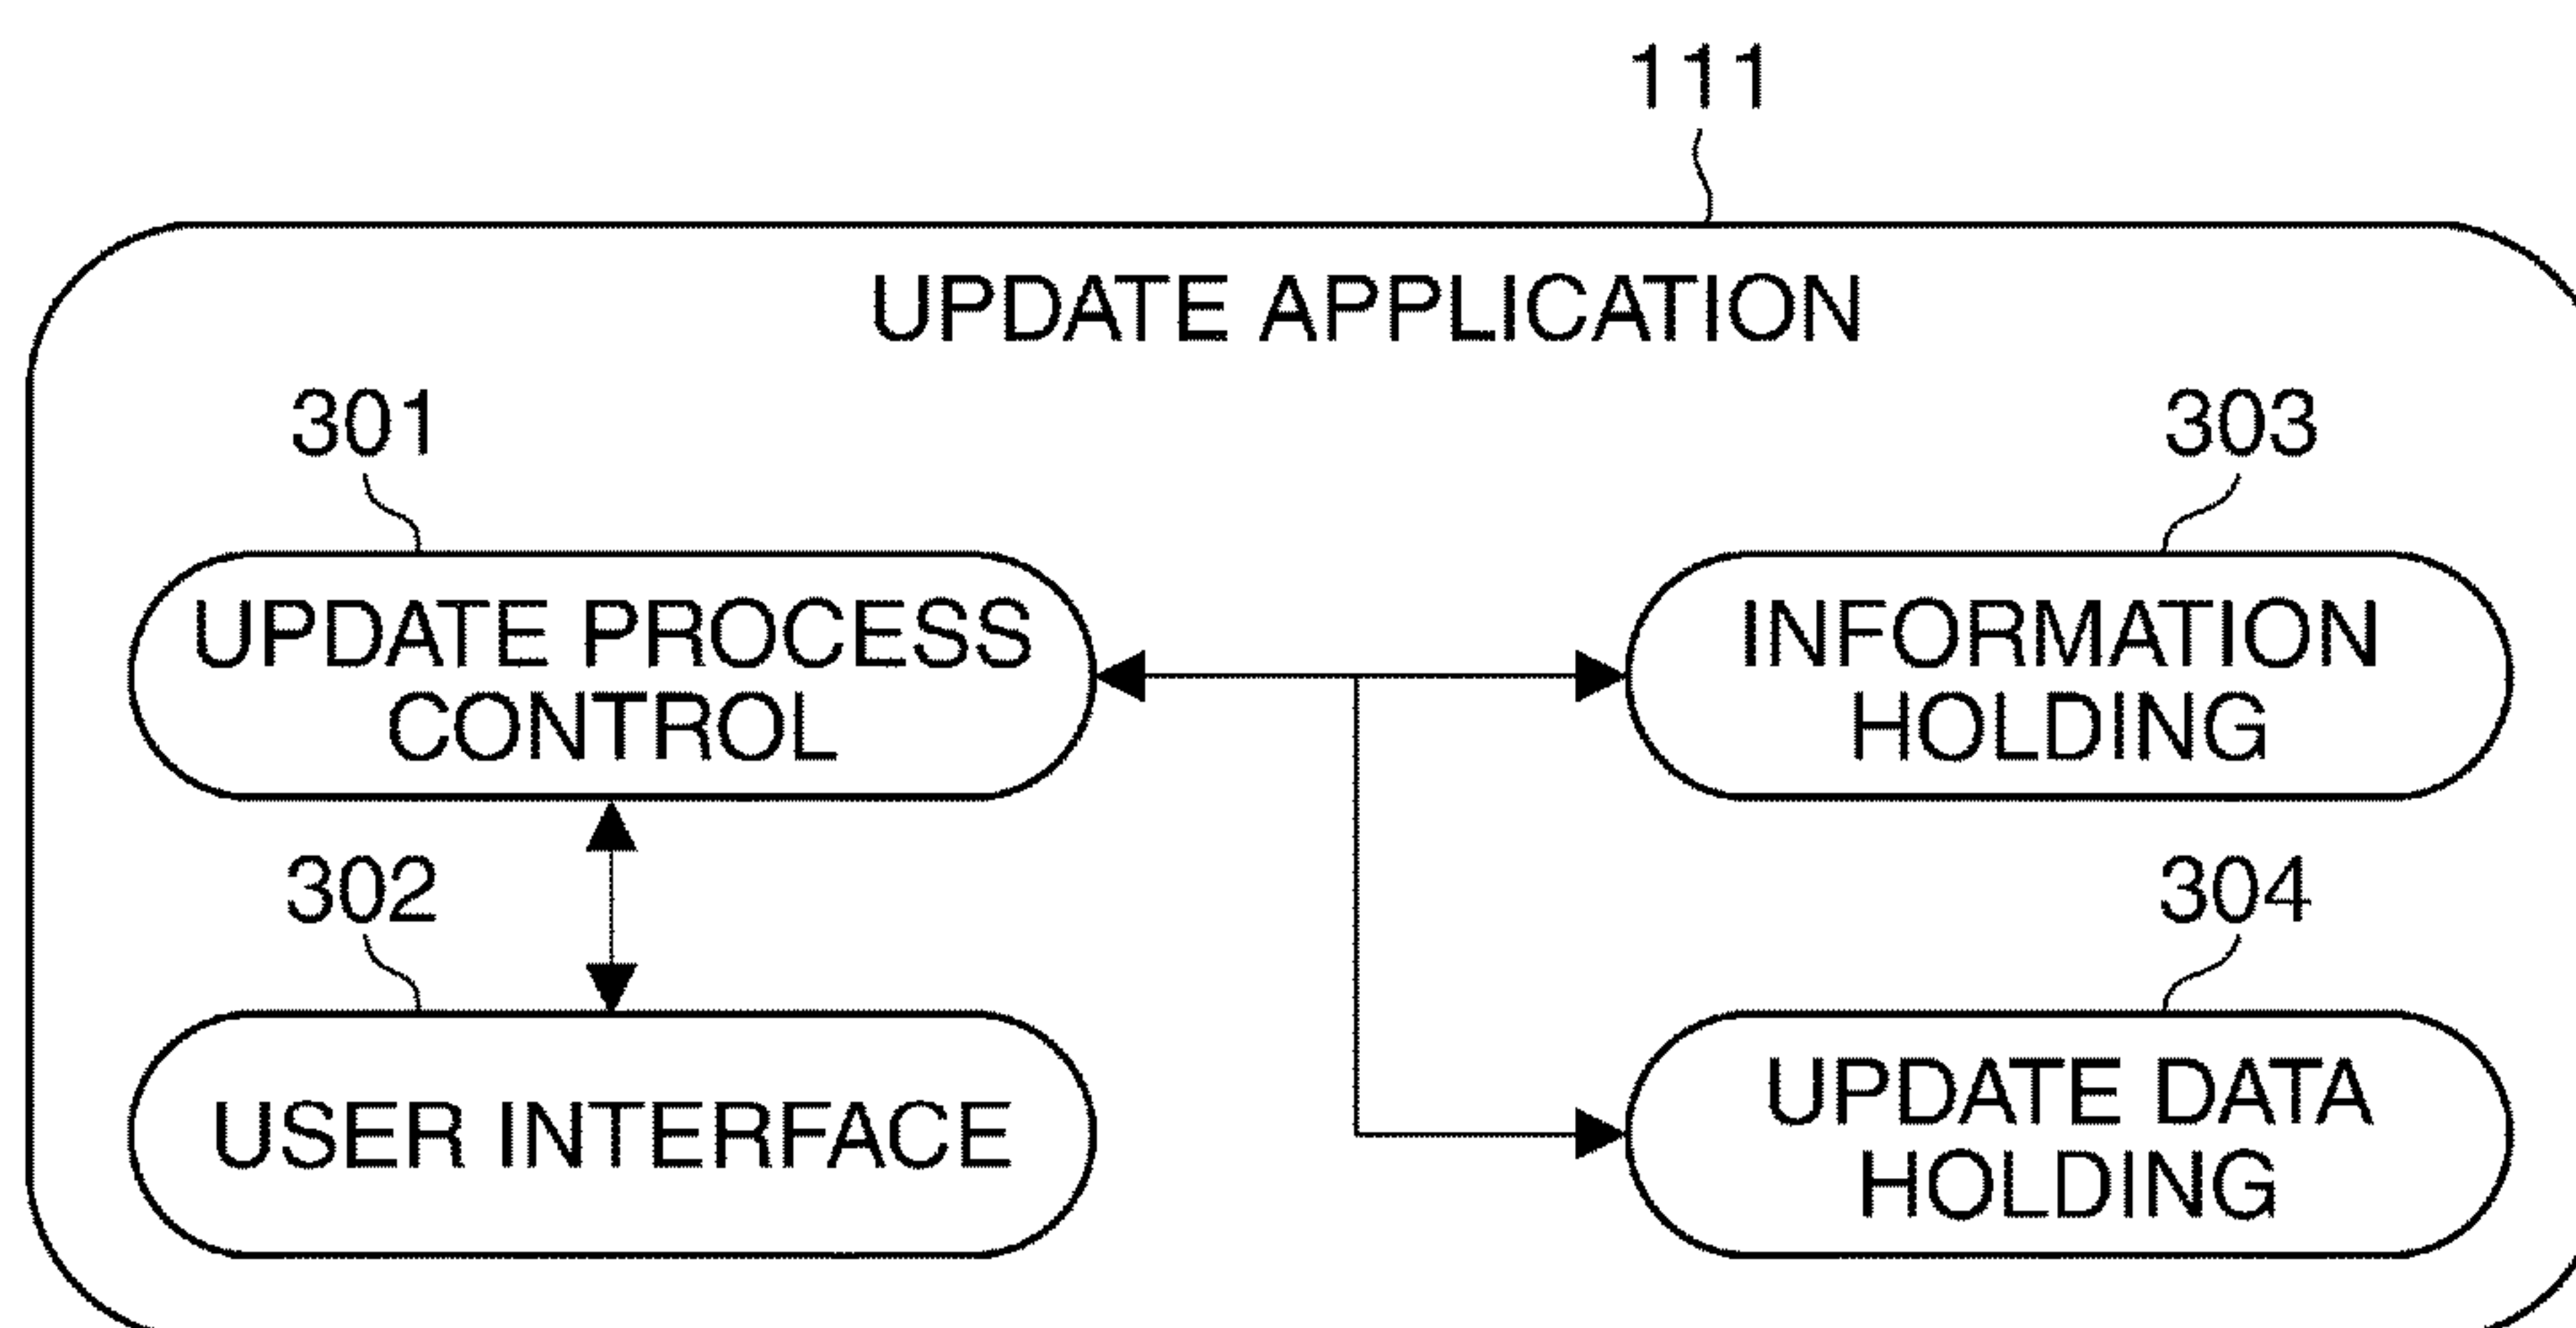 111
UPDATE APPLICATION
301
303
UPDATE PROCESS
CONTROL
INFORMATION
HOLDING
302
304
USER INTERFACE
UPDATE DATA
HOLDING